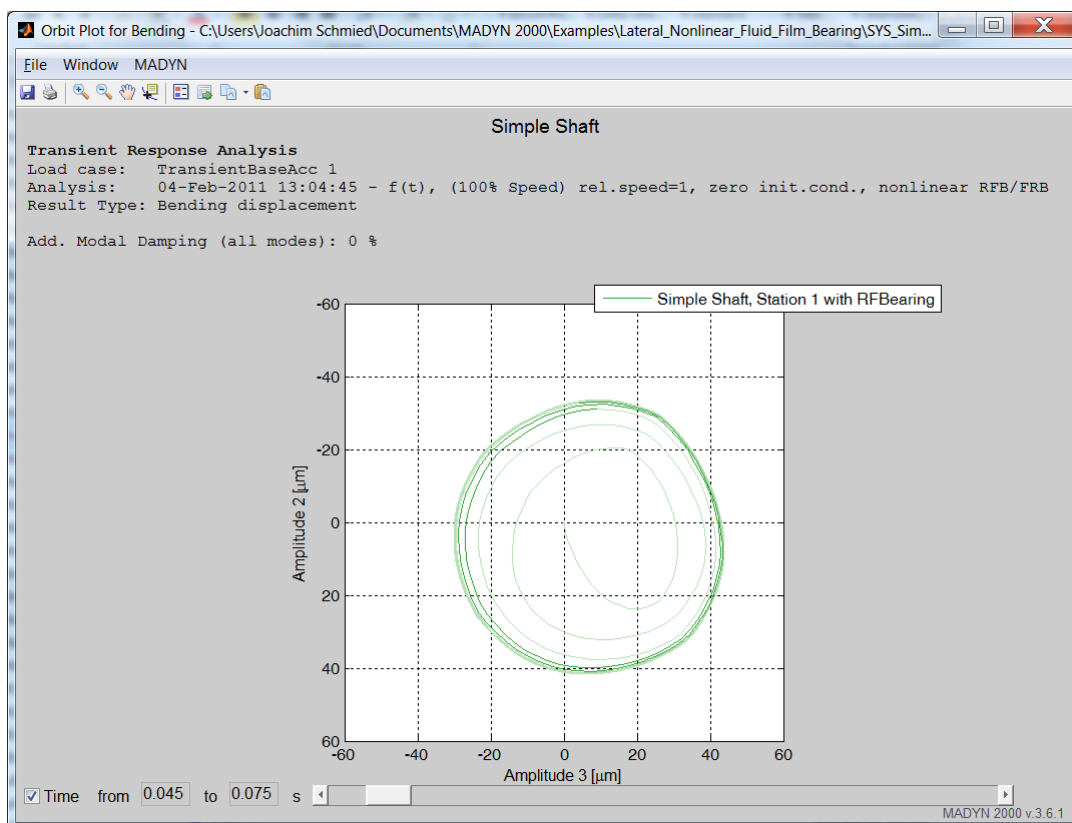 Orbit Plot for Bending - C:\Users\Joachim Schmied\Documents\MADYN 2000\Examples\Lateral_Nonlinear_Fluid_Film_Bearing\SYS_Sim...
File Window MADYN
Simple Shaft
Transient Response Analysis
Load case: TransientBaseAcc 1
Analysis: 04-Feb-2011 13:04:45 - f(t), (100% Speed) rel.speed=1, zero init.cond., nonlinear RFB/FRB
Result Type: Bending displacement
Add. Modal Damping (all modes): 0 %
Simple Shaft, Station 1 with RFBearing
-60
-40
-20
0
20
40
60
Amplitude 2 [µm]
-60 -40 -20 0 20 40 60
Amplitude 3 [µm]
Time from 0.045 to 0.075 s
MADYN 2000 v.3.6.1